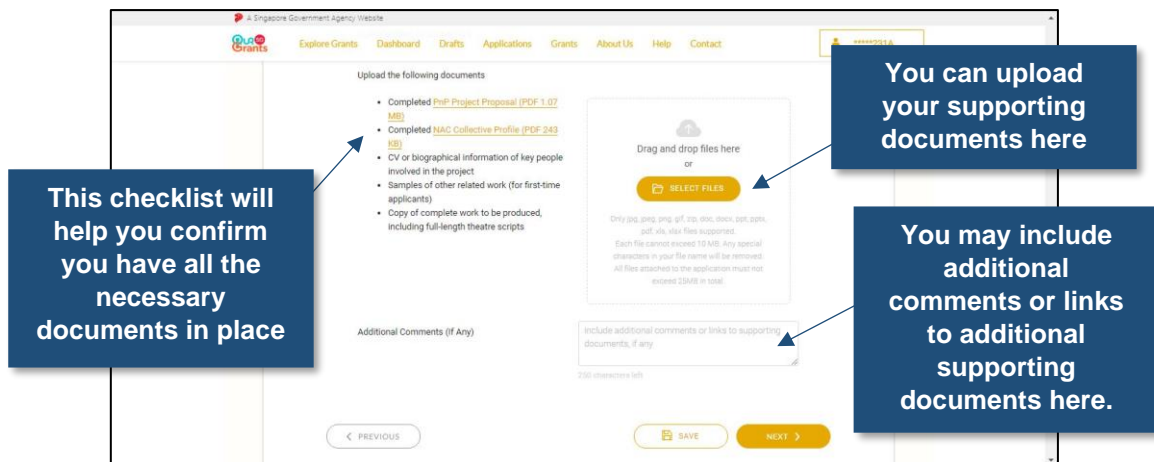 A Singapore Government Agency Website
OurSG
Grants
Explore Grants Dashboard Drafts Applications Grants About Us Help Contact
*****231A
Upload the following documents
• Completed PnP Project Proposal (PDF 1.07
MB)
• Completed NAC Collective Profile (PDF 243
KB)
• CV or biographical information of key people
involved in the project
• Samples of other related work (for first-time
applicants)
• Copy of complete work to be produced,
including full-length theatre scripts
Drag and drop files here
or
SELECT FILES
Only jpg, jpeg, png, gif, zip, doc, docx, ppt, pptx,
pdf, xls, xlsx files supported.
Each file cannot exceed 10 MB. Any special
characters in your file name will be removed.
All files attached to the application must not
exceed 25MB in total.
Additional Comments (If Any)
Include additional comments or links to supporting
documents, if any
250 characters left
PREVIOUS
SAVE
NEXT
This checklist will
help you confirm
you have all the
necessary
documents in place
You can upload
your supporting
documents here
You may include
additional
comments or links
to additional
supporting
documents here.